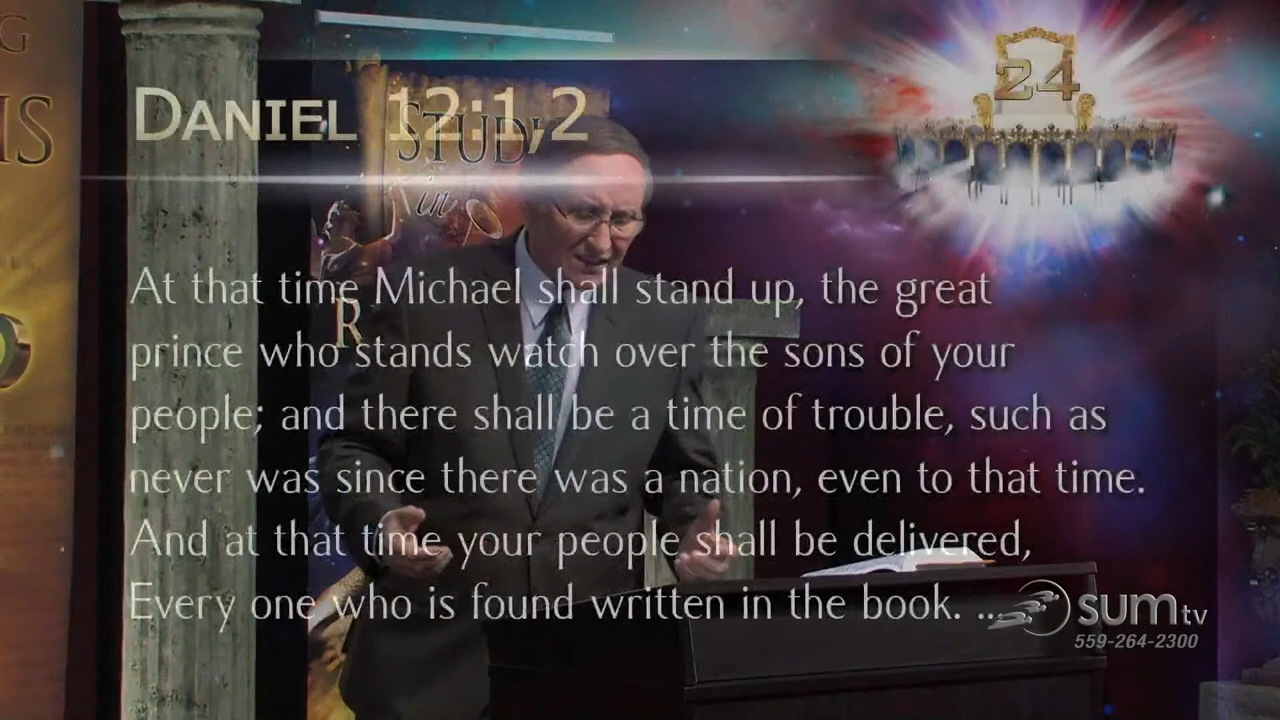 G
IS
DANIEL 12:1,2
24
STUDY
in
R
At that time Michael shall stand up, the great
prince who stands watch over the sons of your
people; and there shall be a time of trouble, such as
never was since there was a nation, even to that time.
And at that time your people shall be delivered,
Every one who is found written in the book. ...
sumtv
559-264-2300